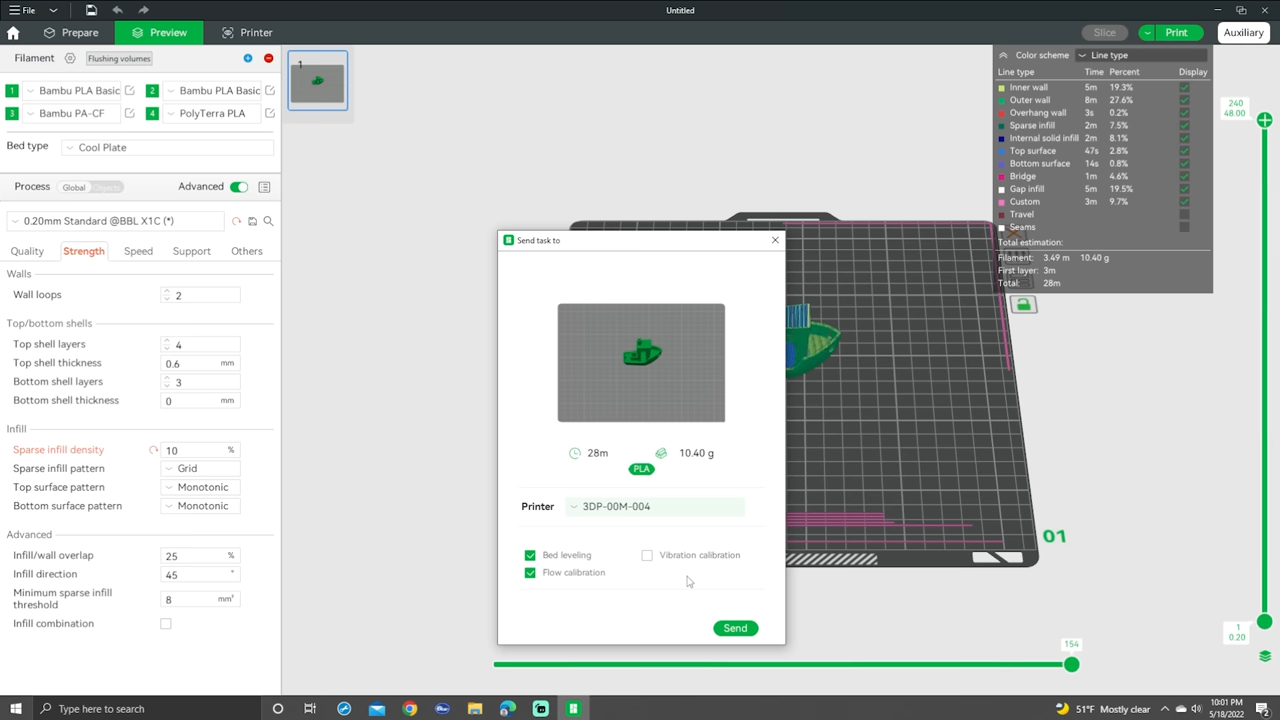 File
Untitled
Prepare
Preview
Printer
Slice
Print
Auxiliary
Filament
Flushing volumes
1 Bambu PLA Basic
2 Bambu PLA Basic
3 Bambu PA-CF
4 PolyTerra PLA
Bed type
Cool Plate
Process
Global Objects
Advanced
0.20mm Standard @BBL X1C (*)
Quality
Strength
Speed
Support
Others
Walls
Wall loops 2
Top/bottom shells
Top shell layers 4
Top shell thickness 0.6 mm
Bottom shell layers 3
Bottom shell thickness 0 mm
Infill
Sparse infill density 10 %
Sparse infill pattern Grid
Top surface pattern Monotonic
Bottom surface pattern Monotonic
Advanced
Infill/wall overlap 25 %
Infill direction 45 °
Minimum sparse infill
threshold 8 mm²
Infill combination
1
Send task to
28m
10.40 g
PLA
Printer 3DP-00M-004
Bed leveling
Vibration calibration
Flow calibration
Send
01
Color scheme Line type
Line type Time Percent Display
Inner wall 5m 19.3%
Outer wall 8m 27.6%
Overhang wall 3s 0.2%
Sparse infill 2m 7.5%
Internal solid infill 2m 8.1%
Top surface 47s 2.8%
Bottom surface 14s 0.8%
Bridge 1m 4.6%
Gap infill 5m 19.5%
Custom 3m 9.7%
Travel
Seams
Total estimation:
Filament: 3.49 m 10.40 g
First layer: 3m
Total: 28m
240
48.00
1
0.20
154
Type here to search
51°F Mostly clear
10:01 PM
5/18/2022
2